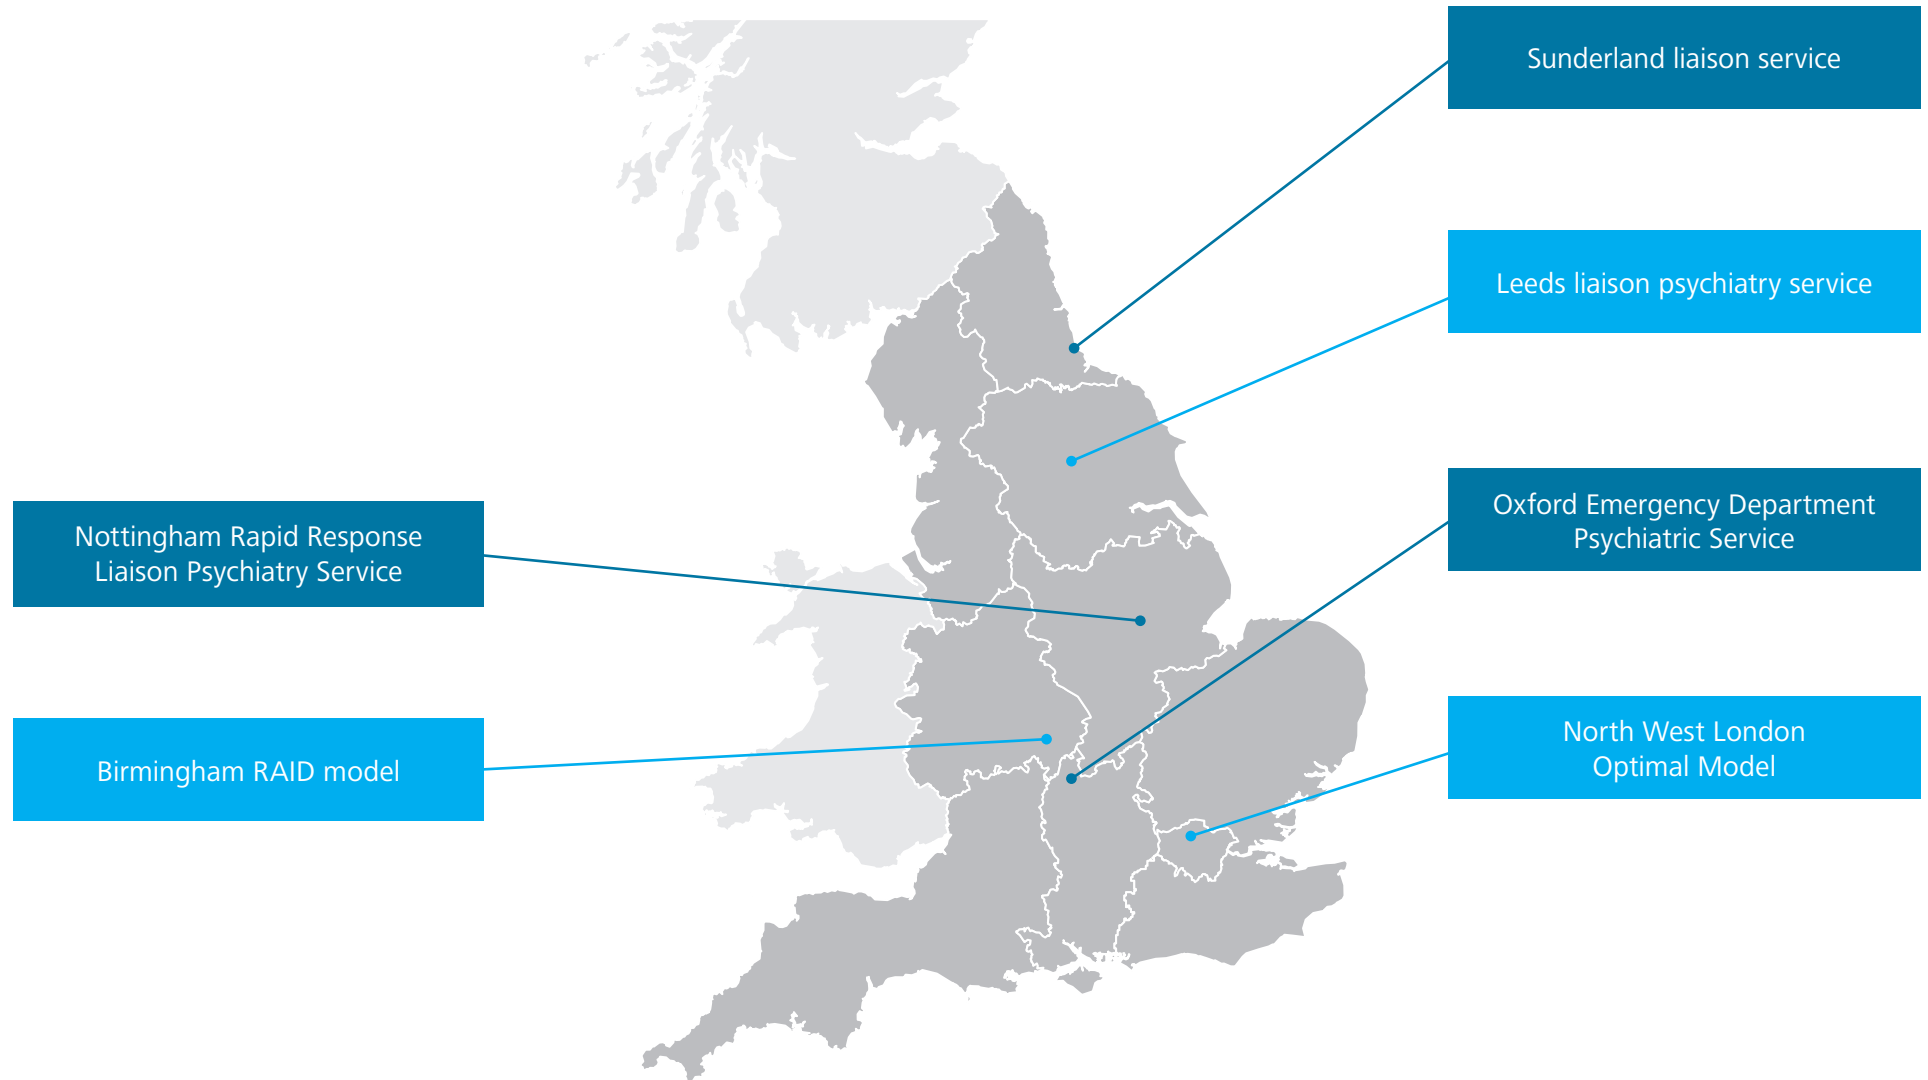 Sunderland liaison service
Leeds liaison psychiatry service
Oxford Emergency Department
Psychiatric Service
North West London
Optimal Model
Nottingham Rapid Response
Liaison Psychiatry Service
Birmingham RAID model